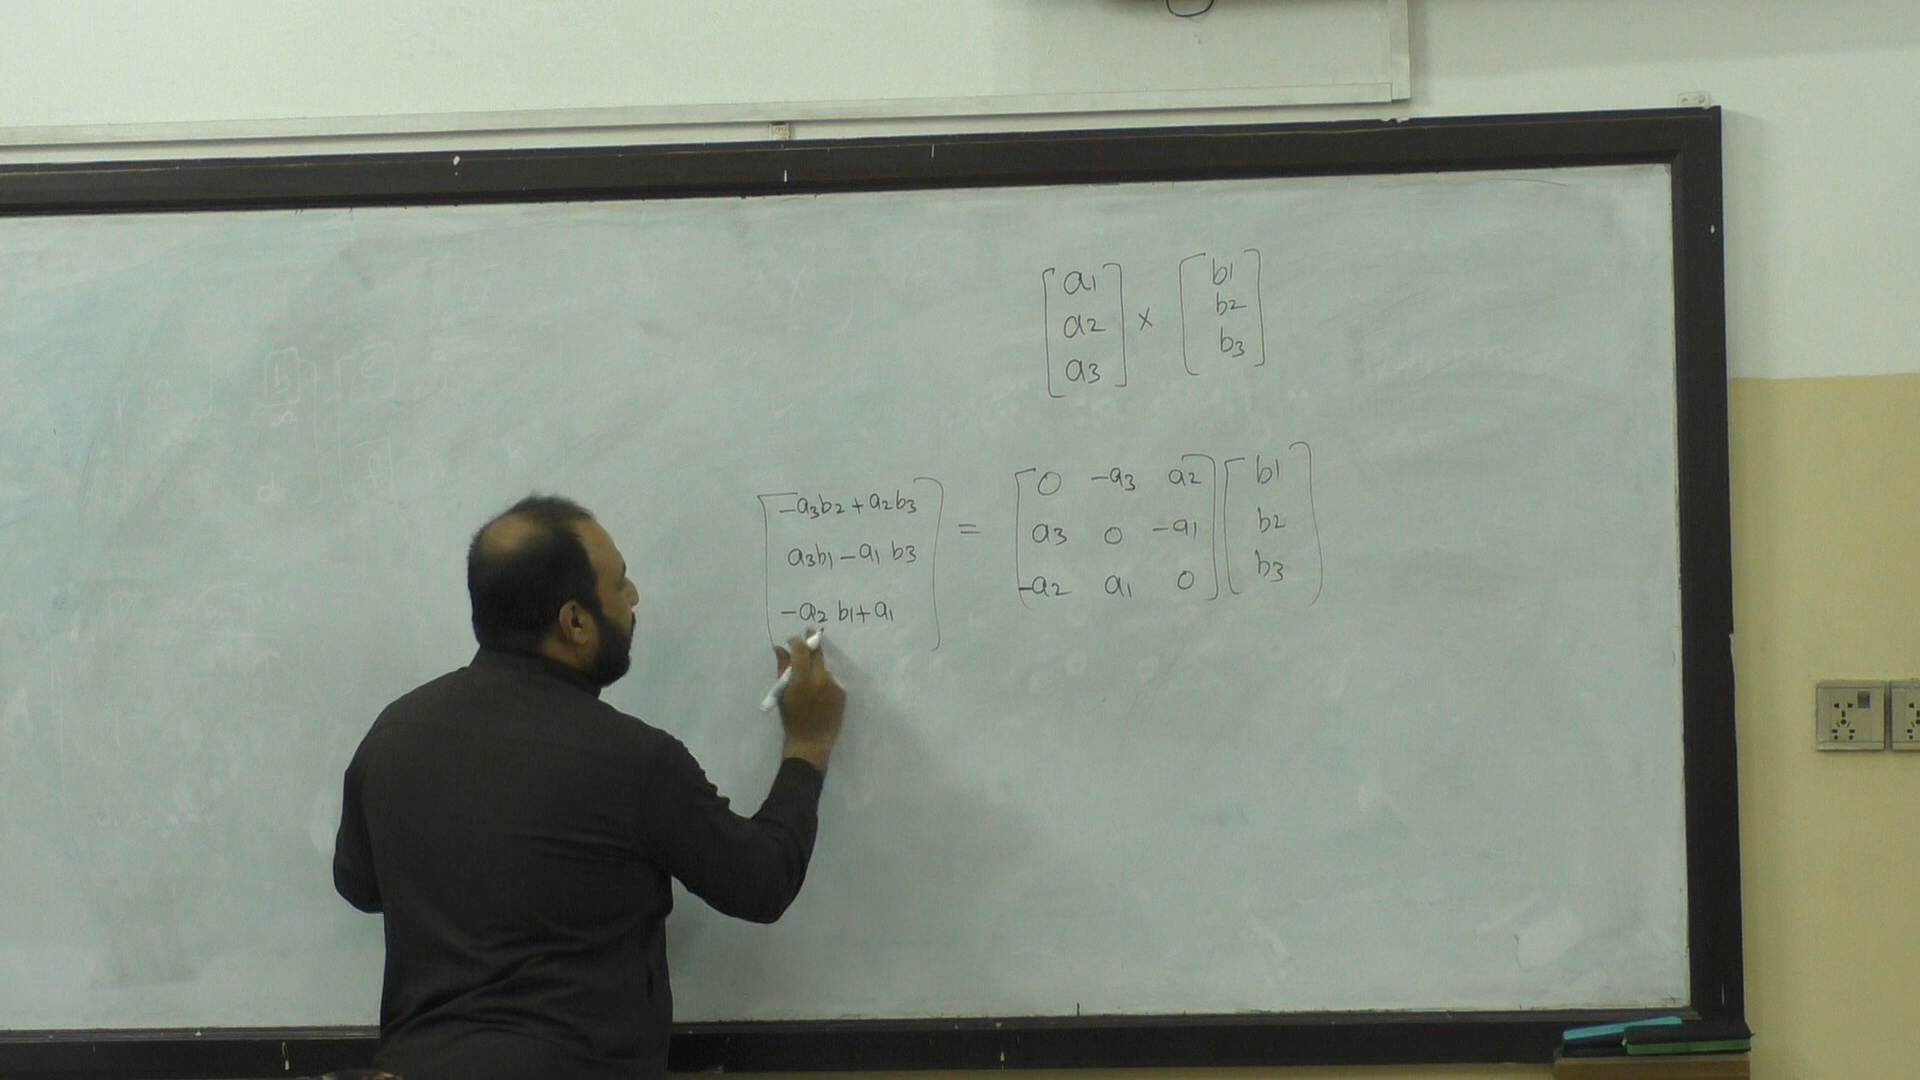 [a1 a2 a3] × [b1 b2 b3]
[-a3b2+a2b3
a3b1-a1 b3
-a2 b1+a1] = [0 -a3 a2
a3 0 -a1
-a2 a1 0] [b1
b2
b3]